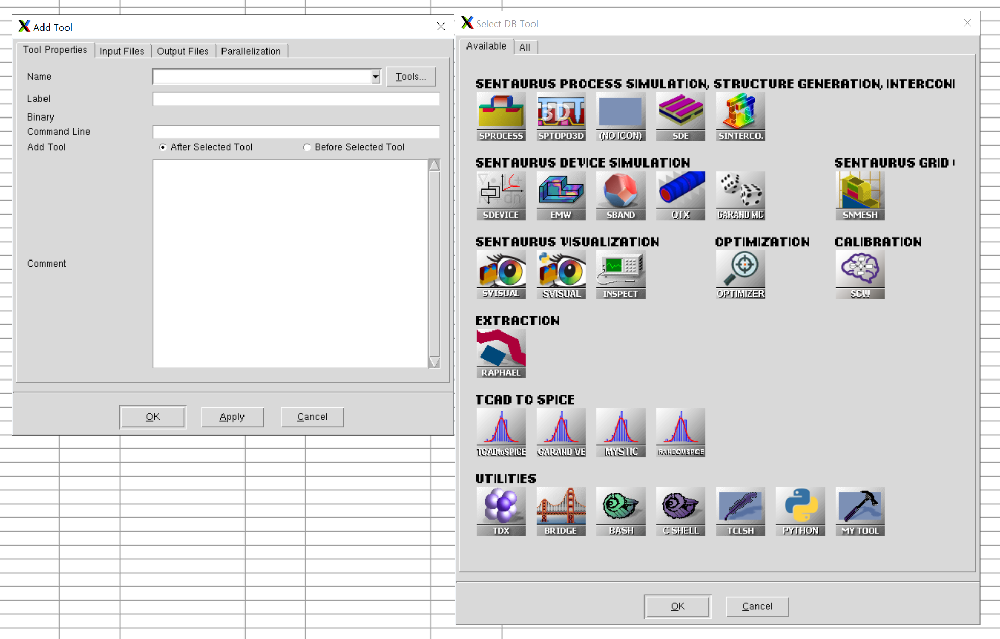 Add Tool
Tool Properties
Input Files
Output Files
Parallelization
Name
Tools...
Label
Binary
Command Line
Add Tool
After Selected Tool
Before Selected Tool
Comment
OK
Apply
Cancel
Select DB Tool
Available
All
SENTAURUS PROCESS SIMULATION, STRUCTURE GENERATION, INTERCON
3D
SPROCESS
SPTOPO3D
(NO ICON)
SDE
SINTERCO.
SENTAURUS DEVICE SIMULATION
SENTAURUS GRID
SDEVICE
EMW
SBAND
QTX
GARAND MC
SNMESH
SENTAURUS VISUALIZATION
OPTIMIZATION
CALIBRATION
SVISUAL
SVISUAL
INSPECT
OPTIMIZER
SCW
EXTRACTION
RAPHAEL
TCAD TO SPICE
TCADtoSPICE
GARAND VE
MYSTIC
RANDOMSPICE
UTILITIES
TDX
BRIDGE
BASH
C SHELL
TCLSH
PYTHON
MY TOOL
OK
Cancel